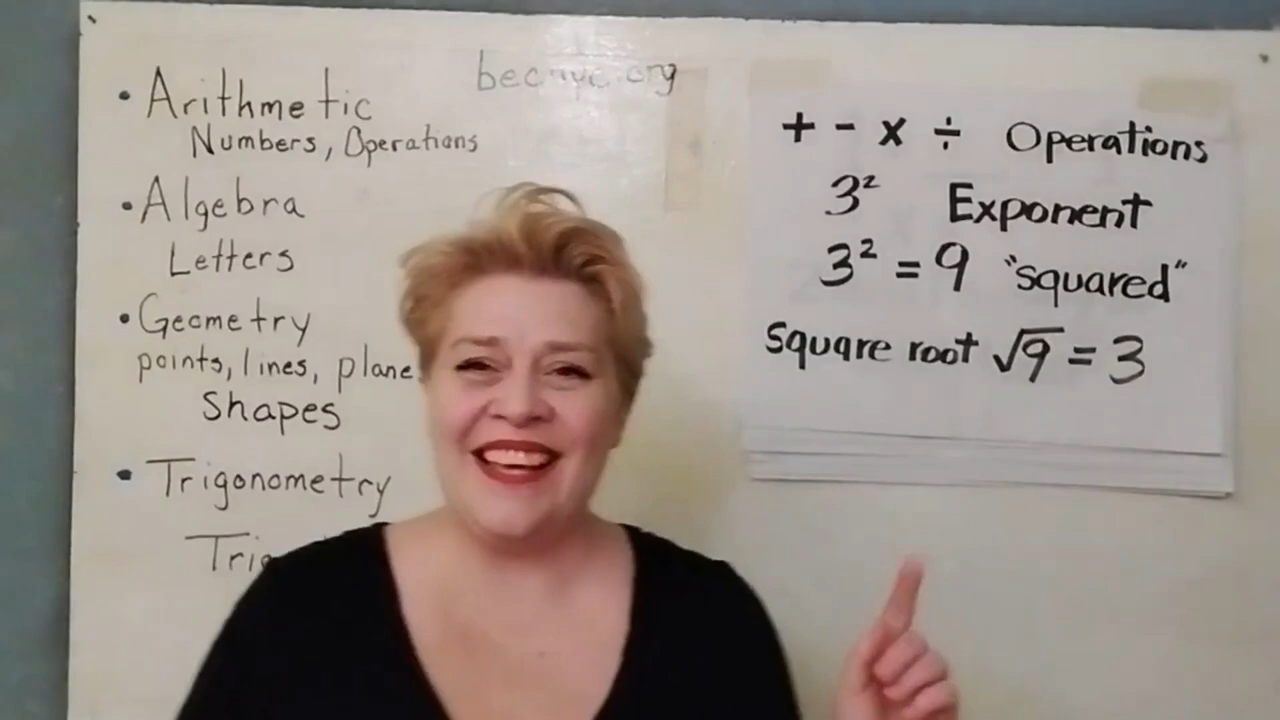 becnyc.org
• Arithmetic
Numbers, Operations
• Algebra
Letters
• Geometry
points, lines, plane
Shapes
• Trigonometry
+ - x ÷ Operations
3² Exponent
3² = 9 "squared"
square root √9 = 3